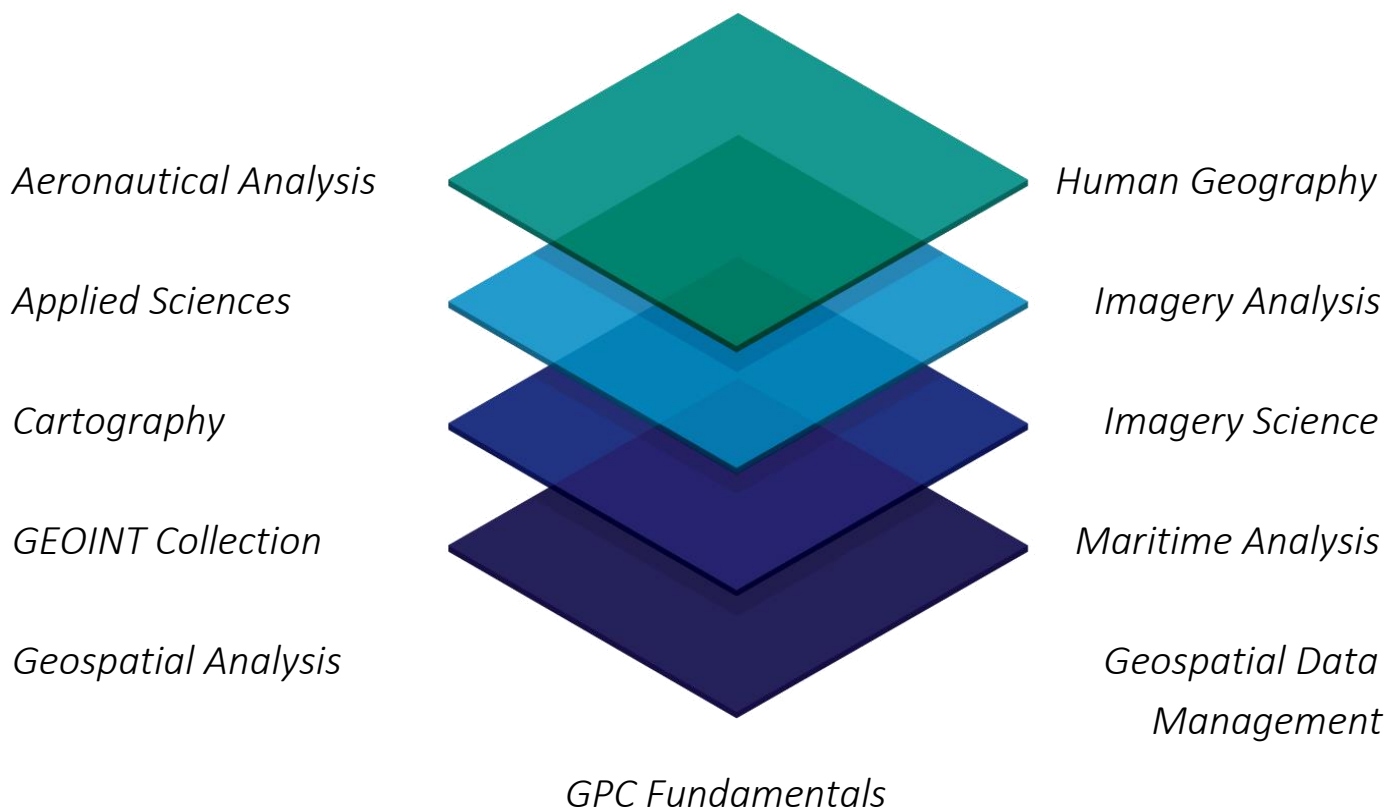 Aeronautical Analysis
Human Geography
Applied Sciences
Imagery Analysis
Cartography
Imagery Science
GEOINT Collection
Maritime Analysis
Geospatial Analysis
Geospatial Data
Management
GPC Fundamentals